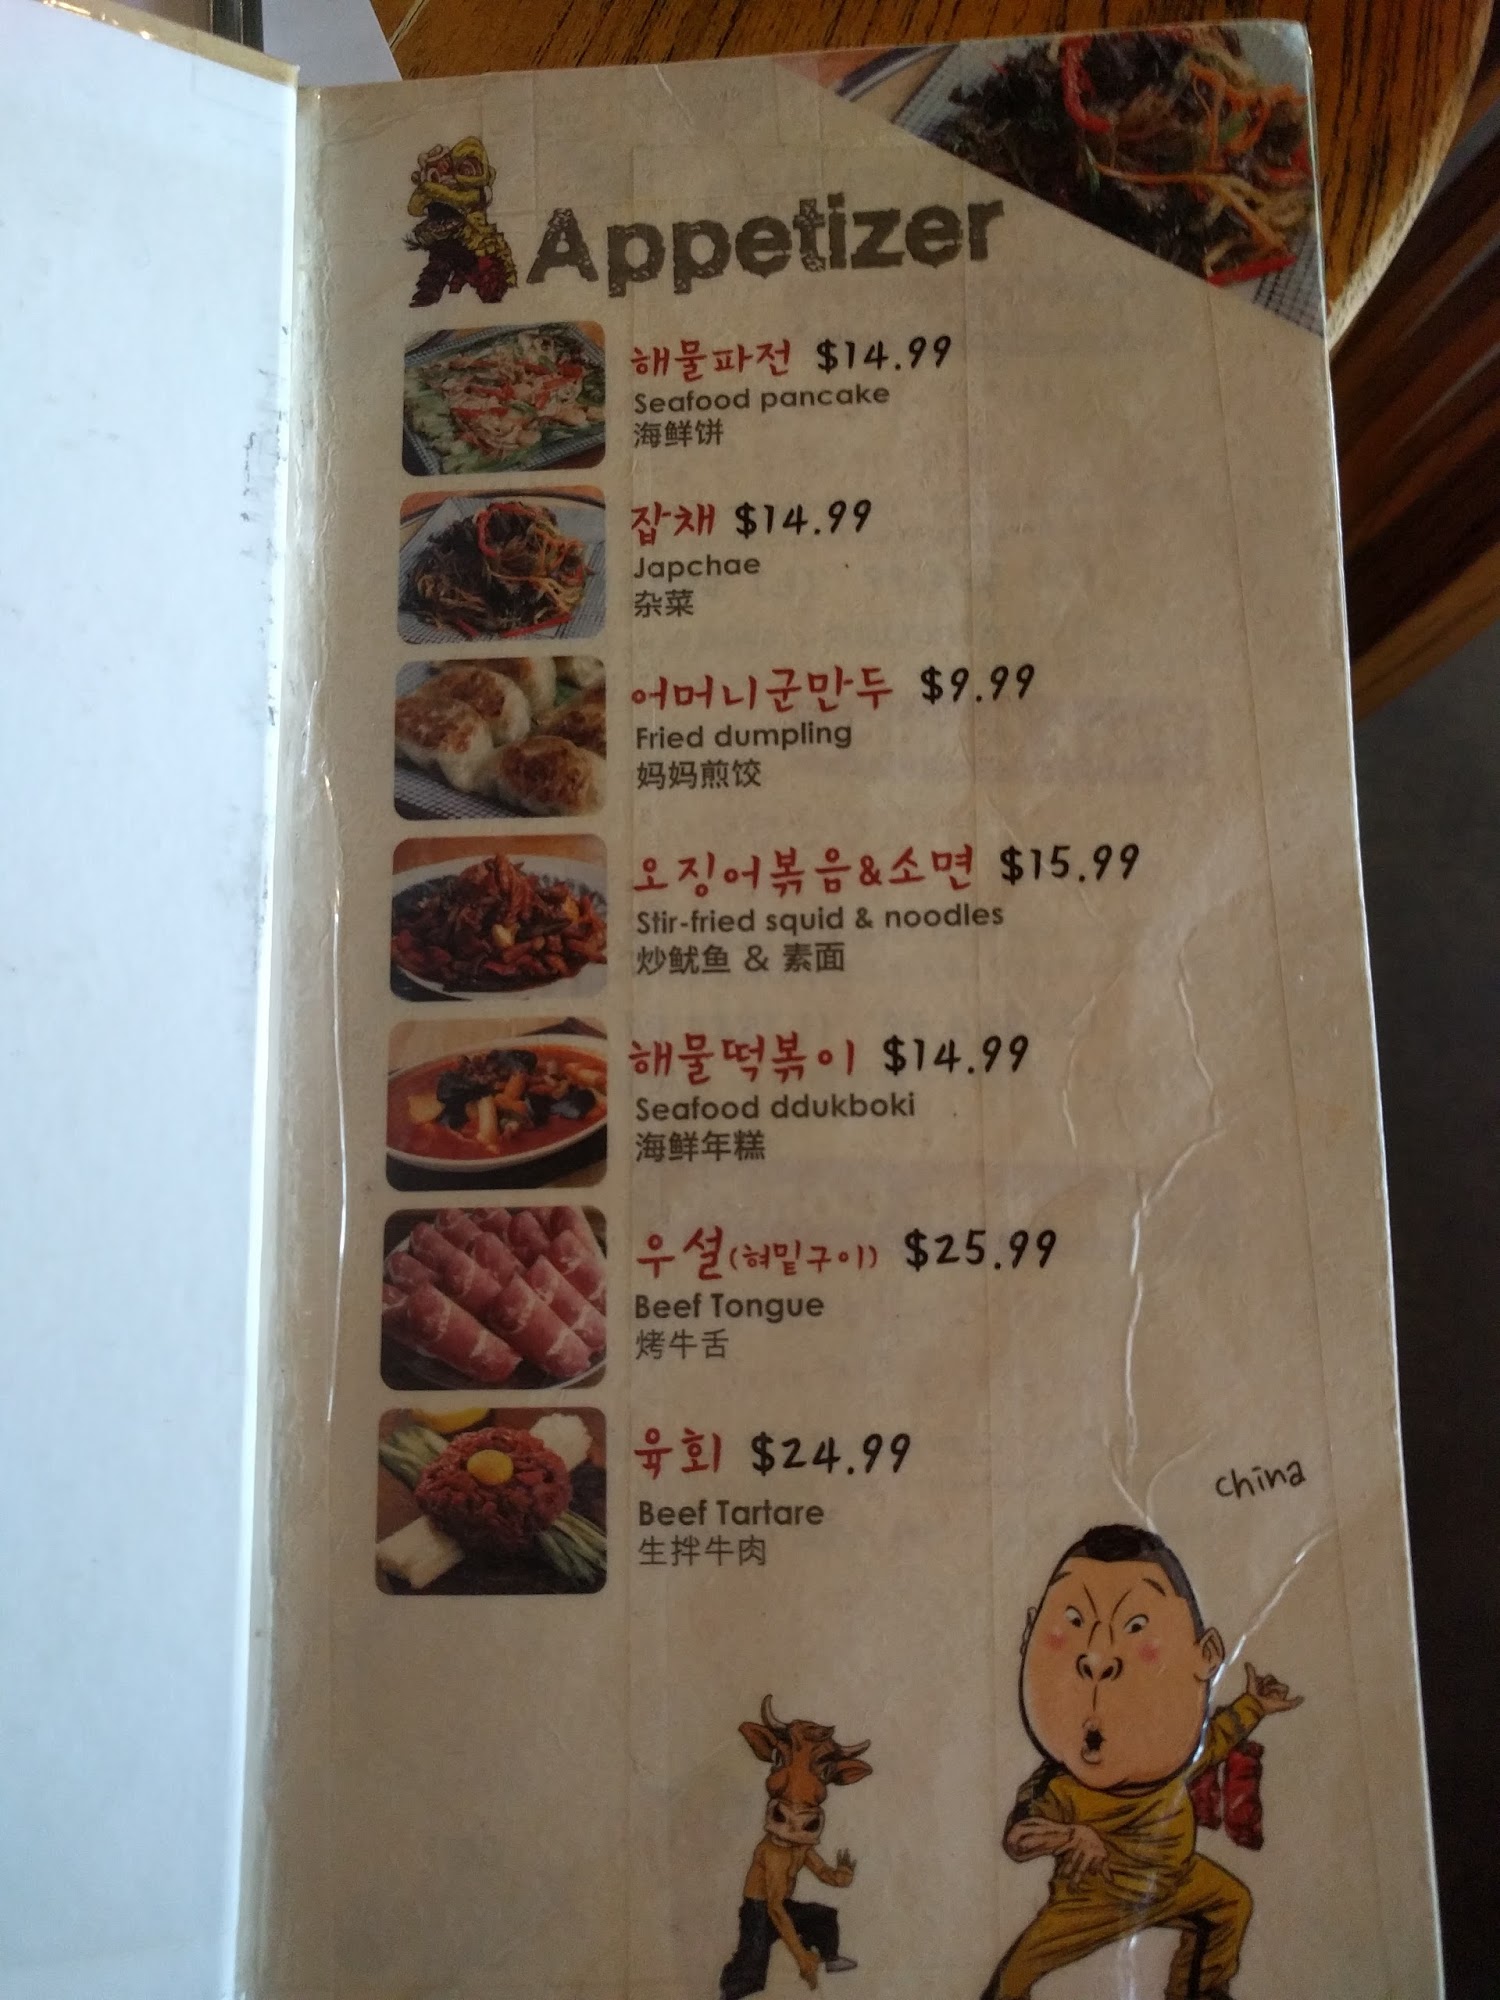 Appetizer
해물파전 $14.99
Seafood pancake
海鲜饼
잡채 $14.99
Japchae
杂菜
어머니군만두 $9.99
Fried dumpling
妈妈煎饺
오징어볶음&소면 $15.99
Stir-fried squid & noodles
炒鱿鱼 & 素面
해물떡볶이 $14.99
Seafood ddukboki
海鲜年糕
우설(혀밑구이) $25.99
Beef Tongue
烤牛舌
육회 $24.99
Beef Tartare
生拌牛肉
china